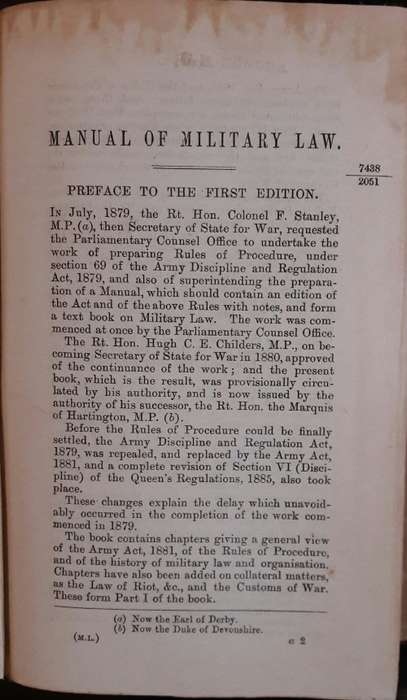 MANUAL OF MILITARY LAW.
7438
2051
PREFACE TO THE FIRST EDITION.
IN July, 1879, the Rt. Hon. Colonel F. Stanley,
M.P. (a), then Secretary of State for War, requested
the Parliamentary Counsel Office to undertake the
work of preparing Rules of Procedure, under
section 69 of the Army Discipline and Regulation
Act, 1879, and also of superintending the prepara-
tion of a Manual, which should contain an edition of
the Act and of the above Rules with notes, and form
a text book on Military Law. The work was com-
menced at once by the Parliamentary Counsel Office.
The Rt. Hon. Hugh C. E. Childers, M.P., on be-
coming Secretary of State for War in 1880, approved
of the continuance of the work; and the present
book, which is the result, was provisionally circu-
lated by his authority, and is now issued by the
authority of his successor, the Rt. Hon. the Marquis
of Hartington, M.P. (b).
Before the Rules of Procedure could be finally
settled, the Army Discipline and Regulation Act,
1879, was repealed, and replaced by the Army Act,
1881, and a complete revision of Section VI (Disci-
pline) of the Queen's Regulations, 1885, also took
place.
These changes explain the delay which unavoid-
ably occurred in the completion of the work com-
menced in 1879.
The book contains chapters giving a general view
of the Army Act, 1881, of the Rules of Procedure,
and of the history of military law and organisation.
Chapters have also been added on collateral matters,
as the Law of Riot, &c., and the Customs of War.
These form Part I of the book.
(a) Now the Earl of Derby.
(b) Now the Duke of Devonshire.
(M.L.) a 2